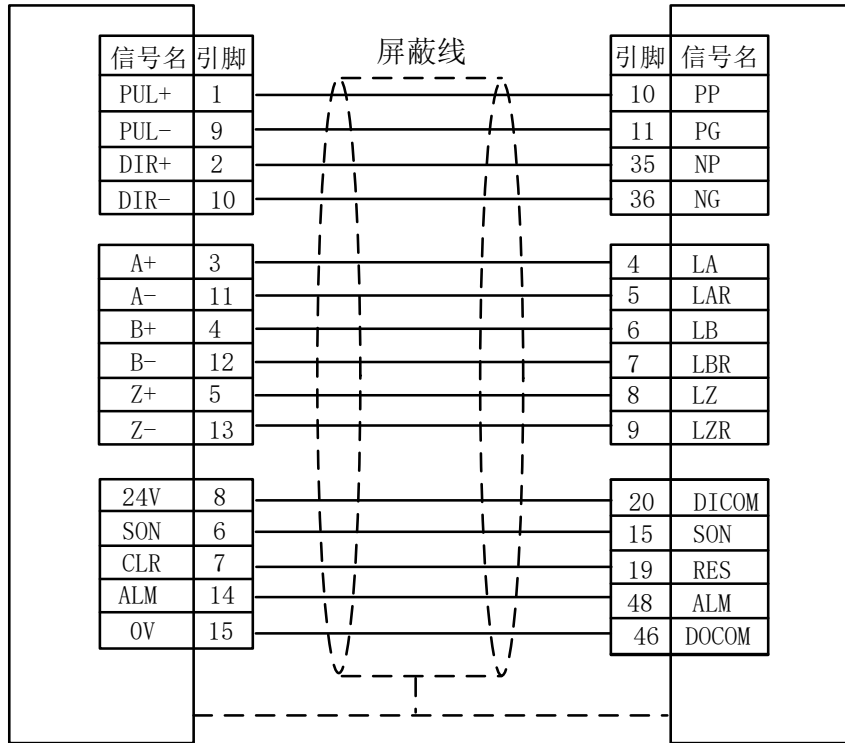 屏蔽线
信号名 引脚 引脚 信号名
PUL+ 1 10 PP
PUL- 9 11 PG
DIR+ 2 35 NP
DIR- 10 36 NG
A+ 3 4 LA
A- 11 5 LAR
B+ 4 6 LB
B- 12 7 LBR
Z+ 5 8 LZ
Z- 13 9 LZR
24V 8 20 DICOM
SON 6 15 SON
CLR 7 19 RES
ALM 14 48 ALM
0V 15 46 DOCOM